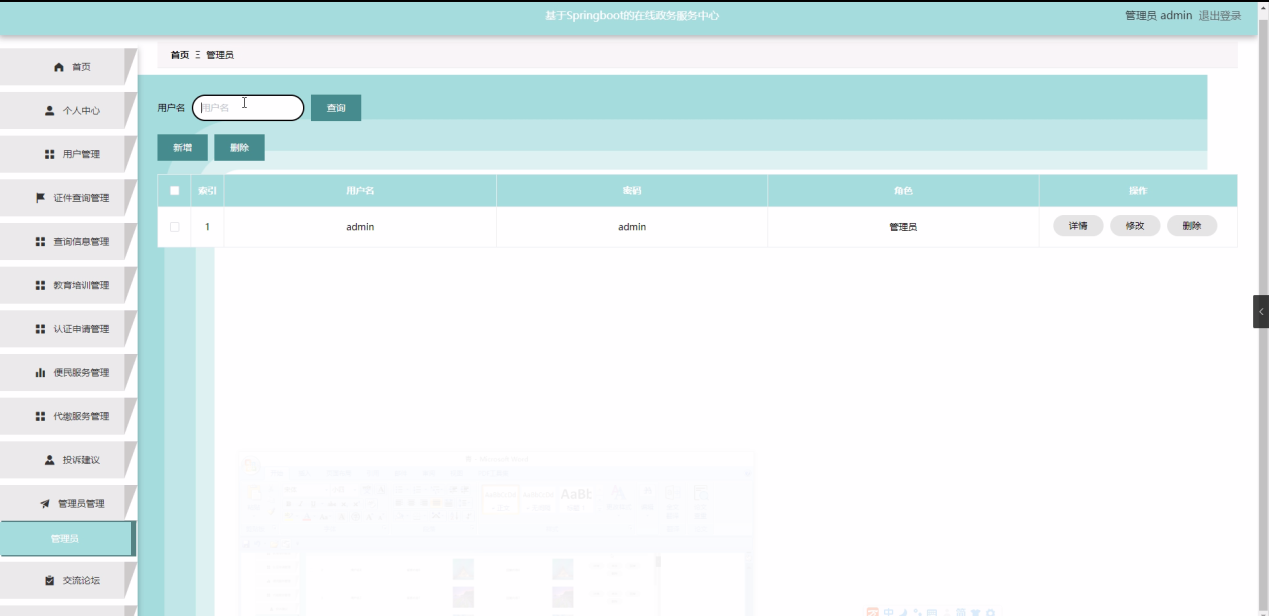 基于Springboot的在线政务服务中心
管理员 admin 退出登录
首页 Ξ 管理员
首页
个人中心
用户管理
证件查询管理
查询信息管理
教育培训管理
认证申请管理
便民服务管理
代缴服务管理
投诉建议
管理员管理
管理员
交流论坛
用户名 用户名 查询
新增 删除
索引 用户名 密码 角色 操作
1 admin admin 管理员 详情 修改 删除
Microsoft Word
AaBbCcDd AaBbCcDd AaBb
中